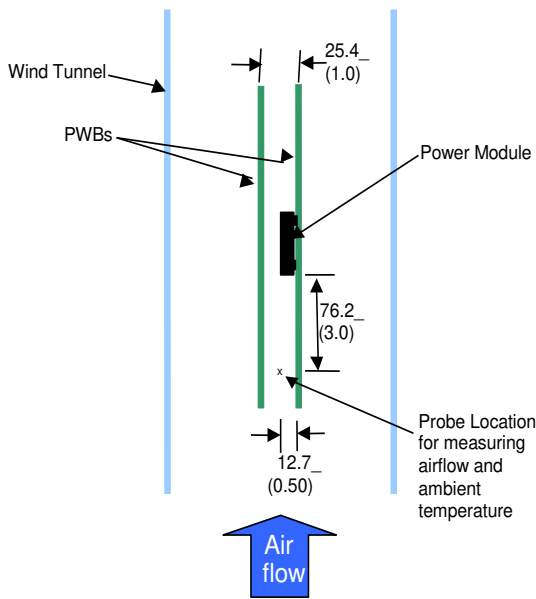 25.4_
(1.0)
Wind Tunnel
PWBs
Power Module
76.2_
(3.0)
x
Probe Location
for measuring
airflow and
ambient
temperature
12.7_
(0.50)
Air
flow